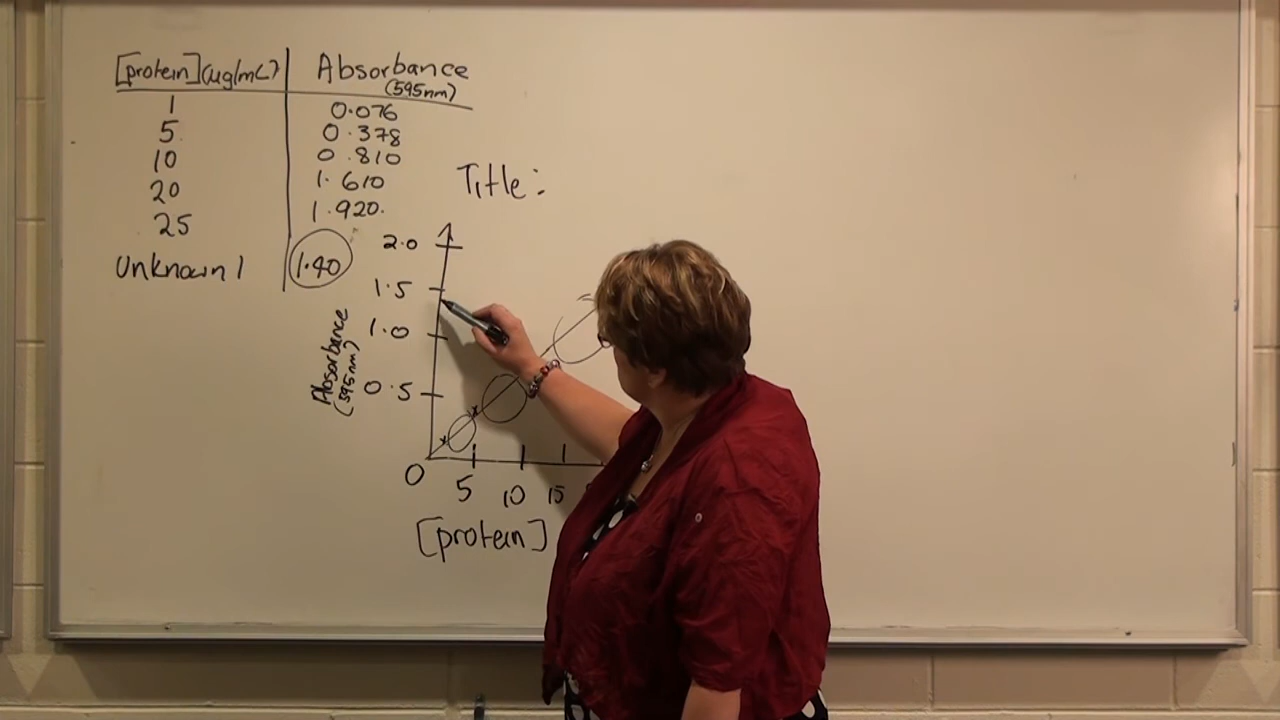 [protein](ug/mL) Absorbance
(595nm)
1 0.076
5 0.378
10 0.810
20 1.610
25 1.920
Unknown 1 1.40
Title:
2.0
1.5
1.0
0.5
Absorbance
(595nm)
0 5 10 15
[protein]